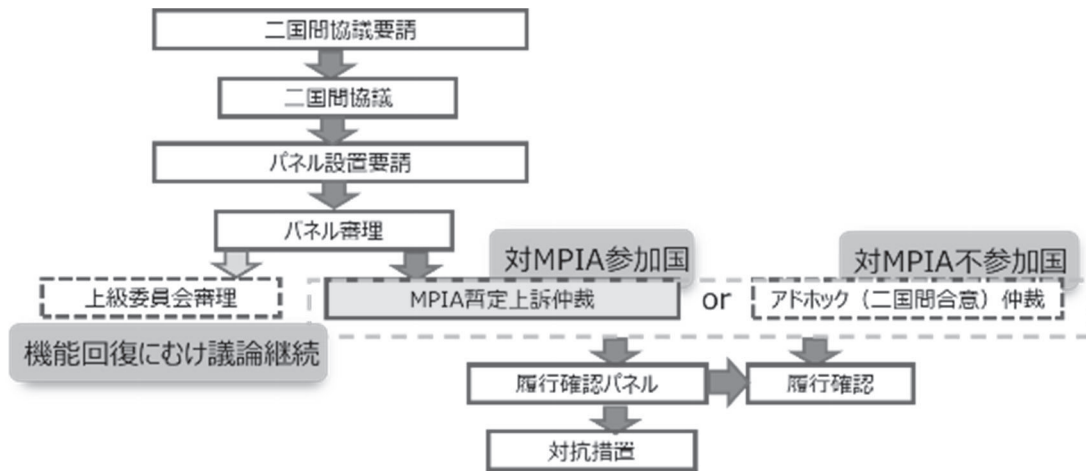 二国間協議要請
二国間協議
パネル設置要請
パネル審理
対MPIA参加国
対MPIA不参加国
上級委員会審理
MPIA暫定上訴仲裁
or
アドホック（二国間合意）仲裁
機能回復にむけ議論継続
履行確認パネル
履行確認
対抗措置